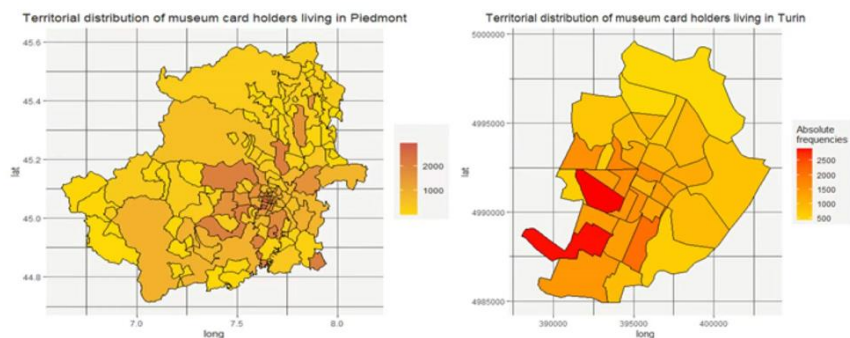 Territorial distribution of museum card holders living in Piedmont
45.6
45.4
45.2
45.0
44.8
lat
7.0
7.5
8.0
long
2000
1000
Territorial distribution of museum card holders living in Turin
5000000
4995000
4990000
4985000
lat
390000
395000
400000
long
Absolute
frequencies
2500
2000
1500
1000
500